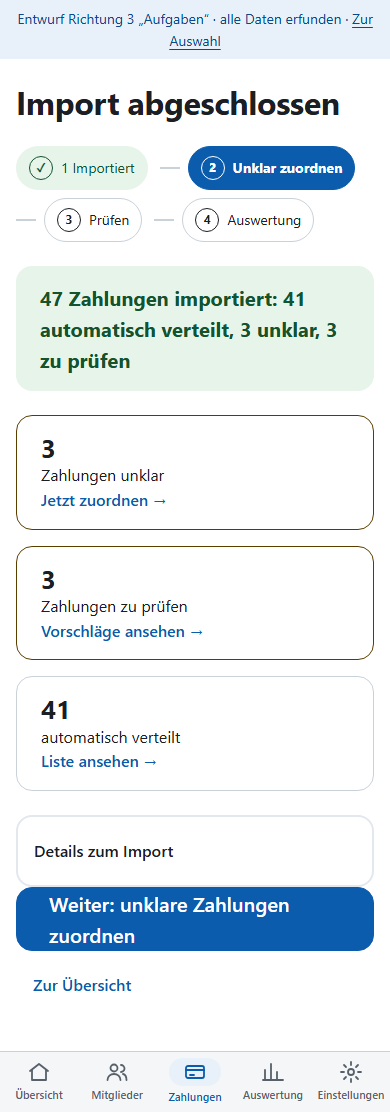 Entwurf Richtung 3 „Aufgaben“ · alle Daten erfunden · Zur
Auswahl
Import abgeschlossen
✓ 1 Importiert
2 Unklar zuordnen
3 Prüfen
4 Auswertung
47 Zahlungen importiert: 41
automatisch verteilt, 3 unklar, 3
zu prüfen
3
Zahlungen unklar
Jetzt zuordnen →
3
Zahlungen zu prüfen
Vorschläge ansehen →
41
automatisch verteilt
Liste ansehen →
Details zum Import
Weiter: unklare Zahlungen
zuordnen
Zur Übersicht
Übersicht Mitglieder Zahlungen Auswertung Einstellungen